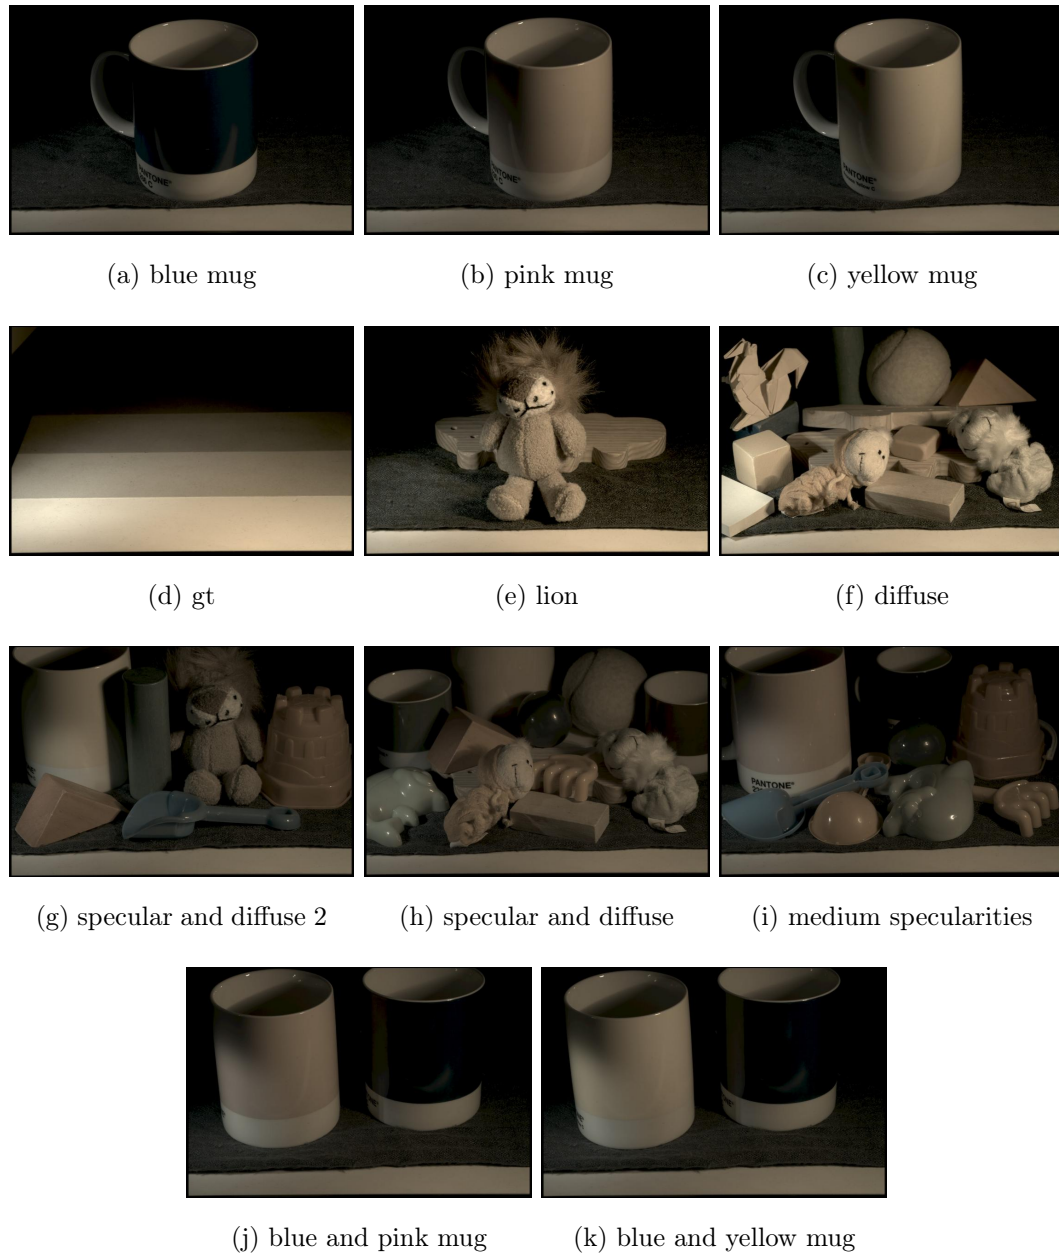 PANTONE®
PANTONE®
PANTONE®
(a) blue mug
(b) pink mug
(c) yellow mug
(d) gt
(e) lion
(f) diffuse
PANTONE®
(g) specular and diffuse 2
(h) specular and diffuse
(i) medium specularities
(j) blue and pink mug
(k) blue and yellow mug